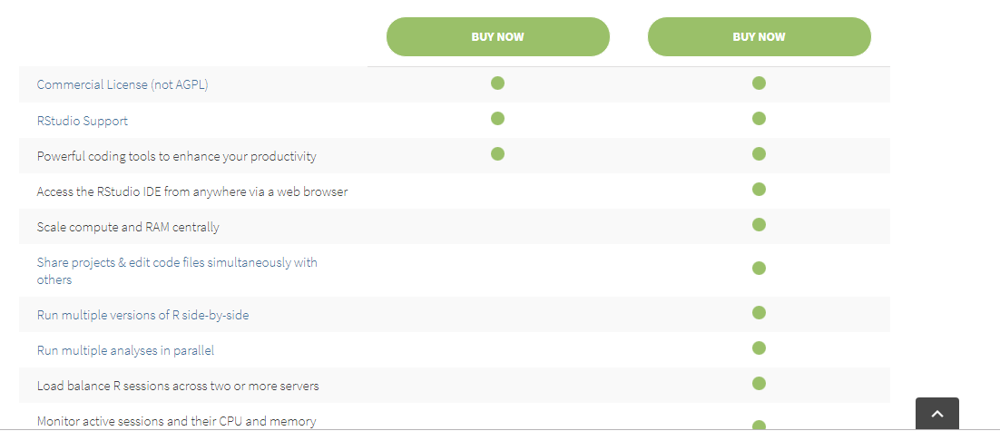 BUY NOW BUY NOW
Commercial License (not AGPL)
RStudio Support
Powerful coding tools to enhance your productivity
Access the RStudio IDE from anywhere via a web browser
Scale compute and RAM centrally
Share projects & edit code files simultaneously with
others
Run multiple versions of R side-by-side
Run multiple analyses in parallel
Load balance R sessions across two or more servers
Monitor active sessions and their CPU and memory